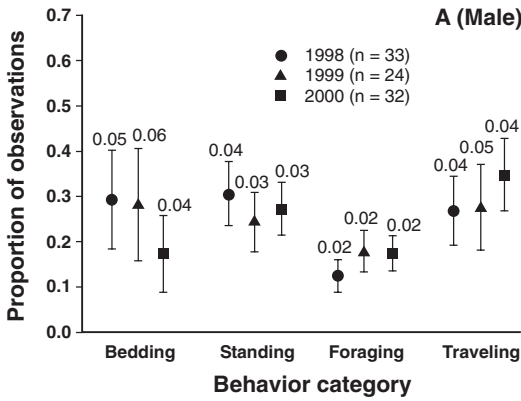 A (Male)
0.7
0.6
0.5
0.4
0.3
0.2
0.1
0.0
Proportion of observations
1998 (n = 33)
1999 (n = 24)
2000 (n = 32)
0.05 0.06 0.04
0.04 0.03 0.03
0.02 0.02 0.02
0.04 0.05 0.04
Bedding Standing Foraging Traveling
Behavior category